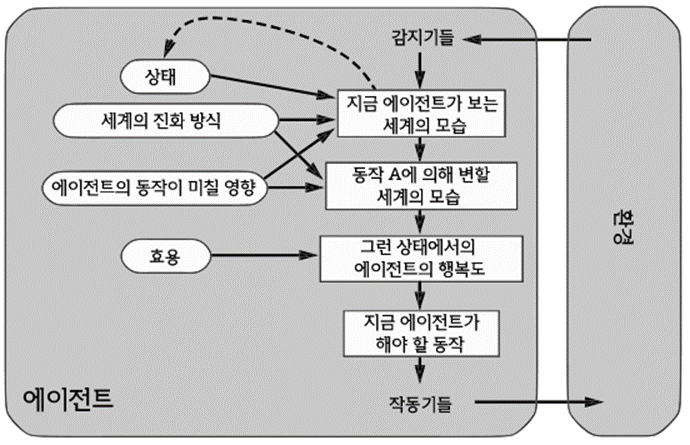 감지기들
상태
지금 에이전트가 보는
세계의 모습
세계의 진화 방식
동작 A에 의해 변할
세계의 모습
에이전트의 동작이 미칠 영향
그런 상태에서의
에이전트의 행복도
효용
지금 에이전트가
해야 할 동작
작동기들
에이전트
환경